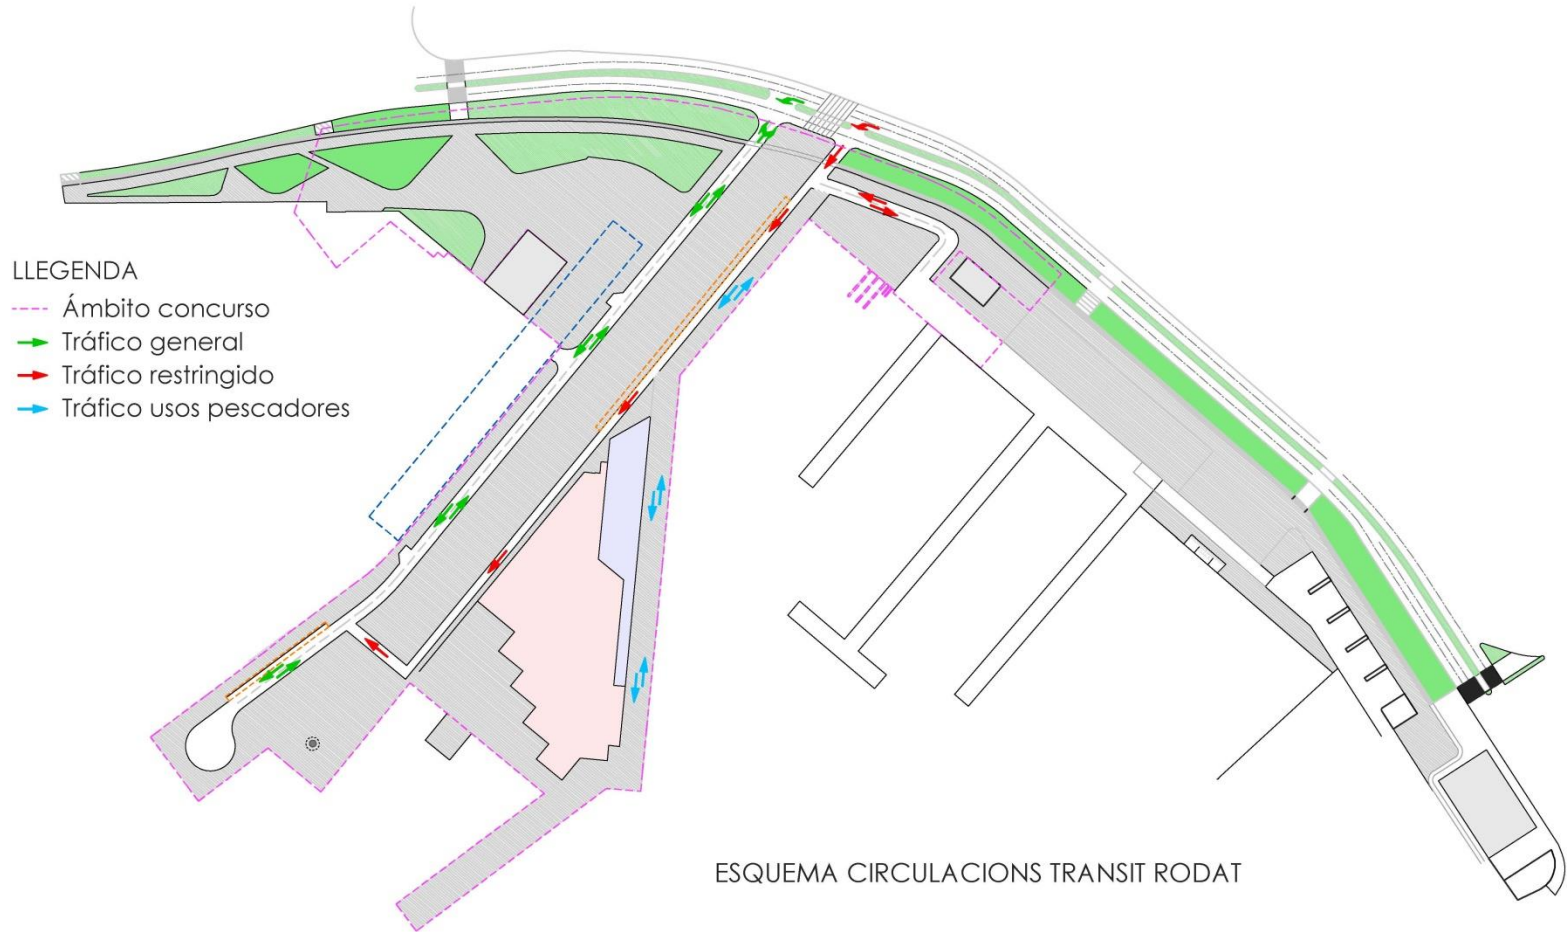 LLEGENDA
Ámbito concurso
Tráfico general
Tráfico restringido
Tráfico usos pescadores
ESQUEMA CIRCULACIONS TRANSIT RODAT